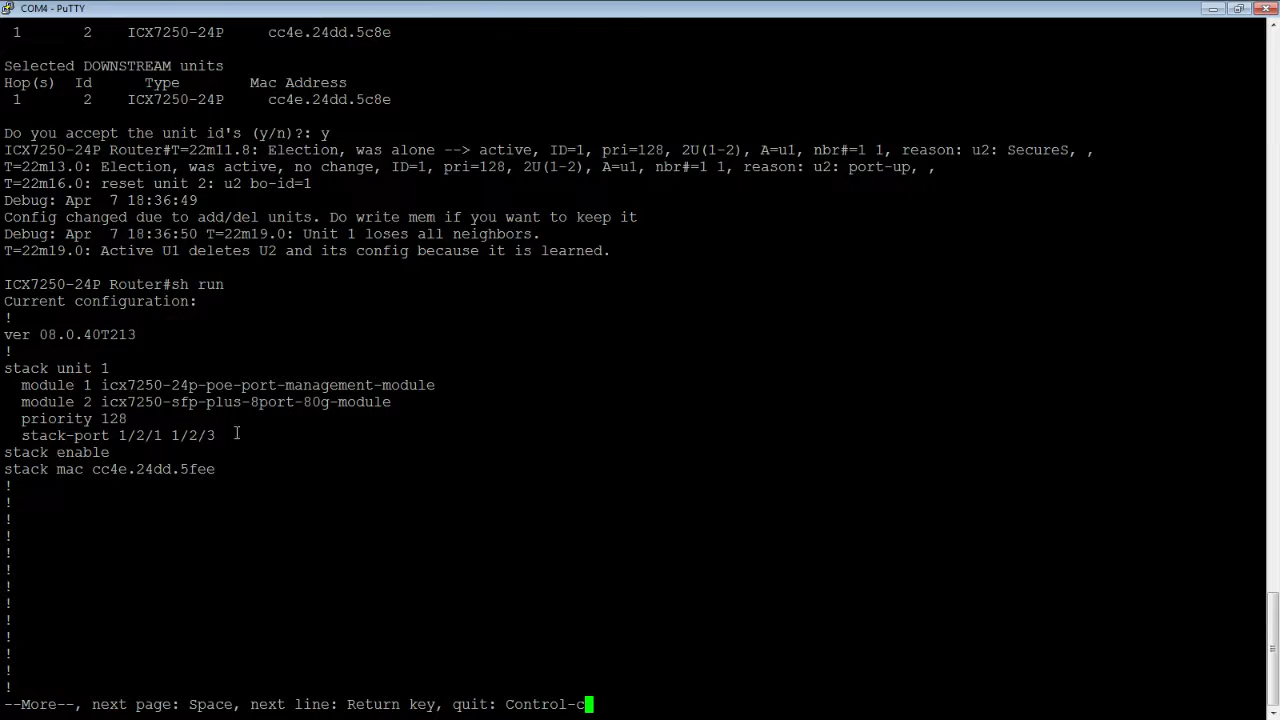 COM4 - PuTTY
1 2 ICX7250-24P cc4e.24dd.5c8e
Selected DOWNSTREAM units
Hop(s) Id Type Mac Address
1 2 ICX7250-24P cc4e.24dd.5c8e
Do you accept the unit id's (y/n)?: y
ICX7250-24P Router#T=22m11.8: Election, was alone --> active, ID=1, pri=128, 2U(1-2), A=u1, nbr#=1 1, reason: u2: SecureS, ,
T=22m13.0: Election, was active, no change, ID=1, pri=128, 2U(1-2), A=u1, nbr#=1 1, reason: u2: port-up, ,
T=22m16.0: reset unit 2: u2 bo-id=1
Debug: Apr  7 18:36:49
Config changed due to add/del units. Do write mem if you want to keep it
Debug: Apr  7 18:36:50 T=22m19.0: Unit 1 loses all neighbors.
T=22m19.0: Active U1 deletes U2 and its config because it is learned.
ICX7250-24P Router#sh run
Current configuration:
!
ver 08.0.40T213
!
stack unit 1
  module 1 icx7250-24p-poe-port-management-module
  module 2 icx7250-sfp-plus-8port-80g-module
  priority 128
  stack-port 1/2/1 1/2/3
stack enable
stack mac cc4e.24dd.5fee
!
!
!
!
!
!
!
!
!
!
!
!
!
--More--, next page: Space, next line: Return key, quit: Control-c